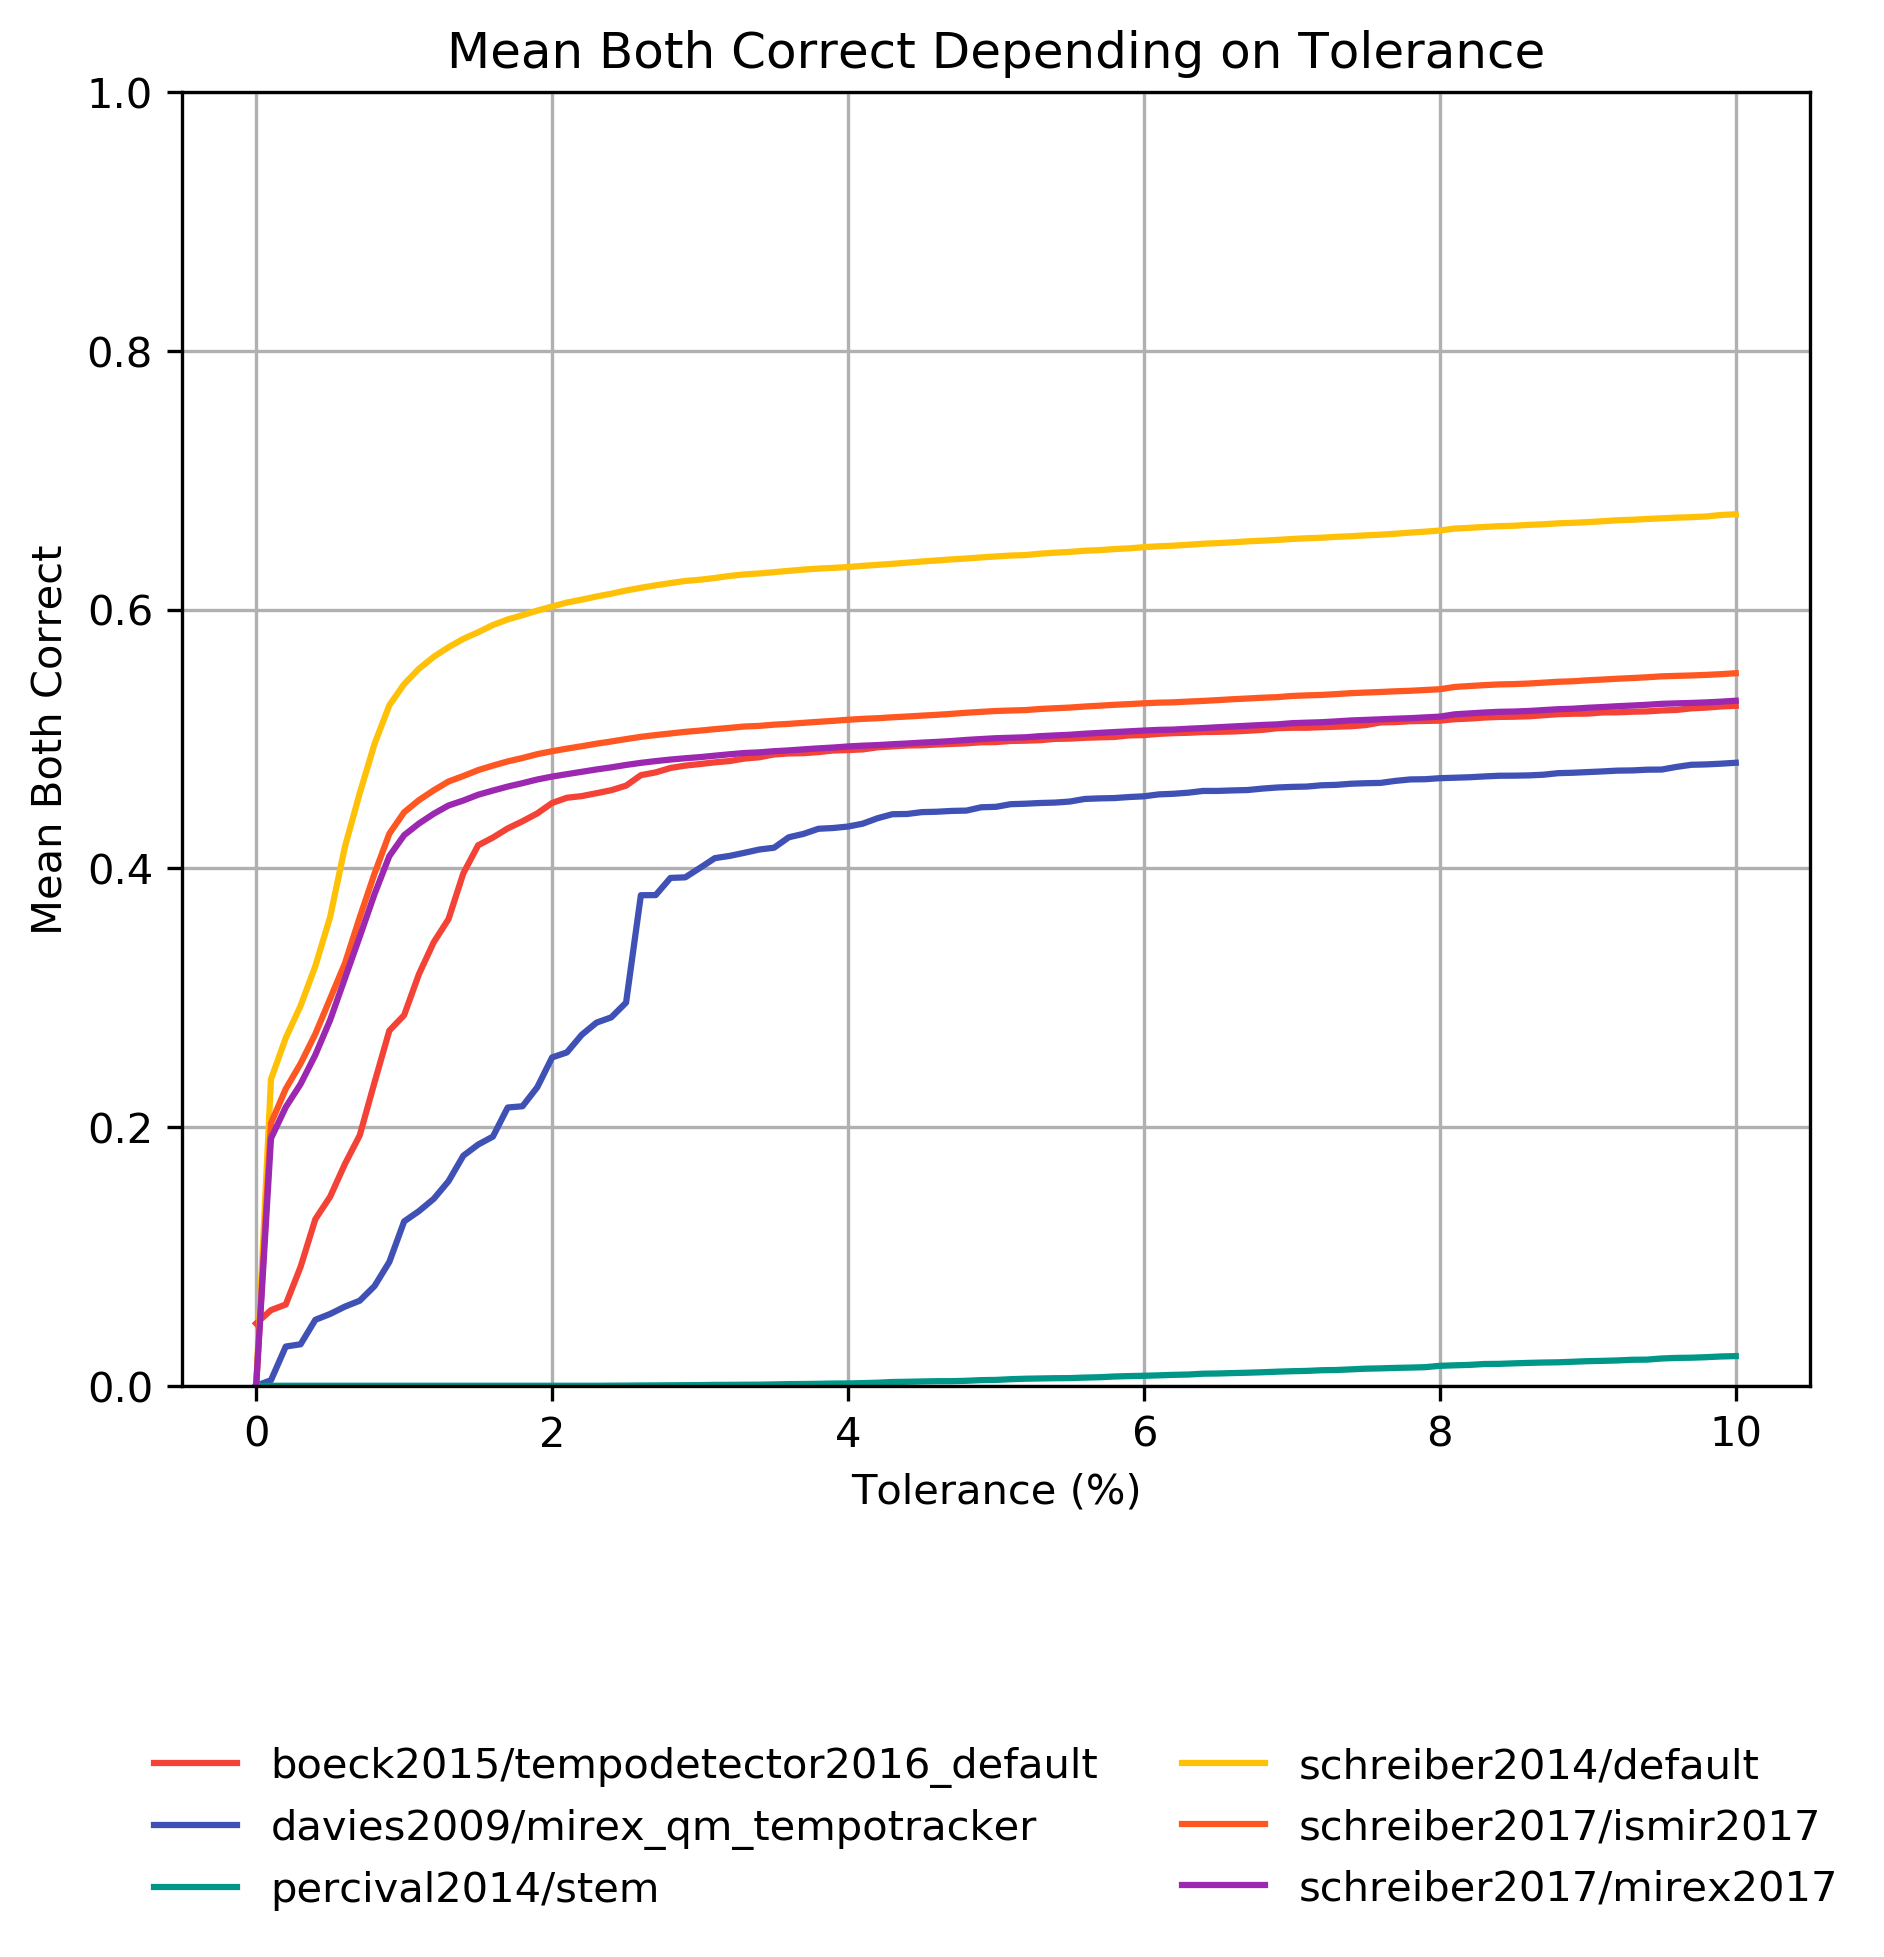 Mean Both Correct Depending on Tolerance
1.0
0.8
0.6
0.4
0.2
0.0
Mean Both Correct
0 2 4 6 8 10
Tolerance (%)
boeck2015/tempodetector2016_default
davies2009/mirex_qm_tempotracker
percival2014/stem
schreiber2014/default
schreiber2017/ismir2017
schreiber2017/mirex2017